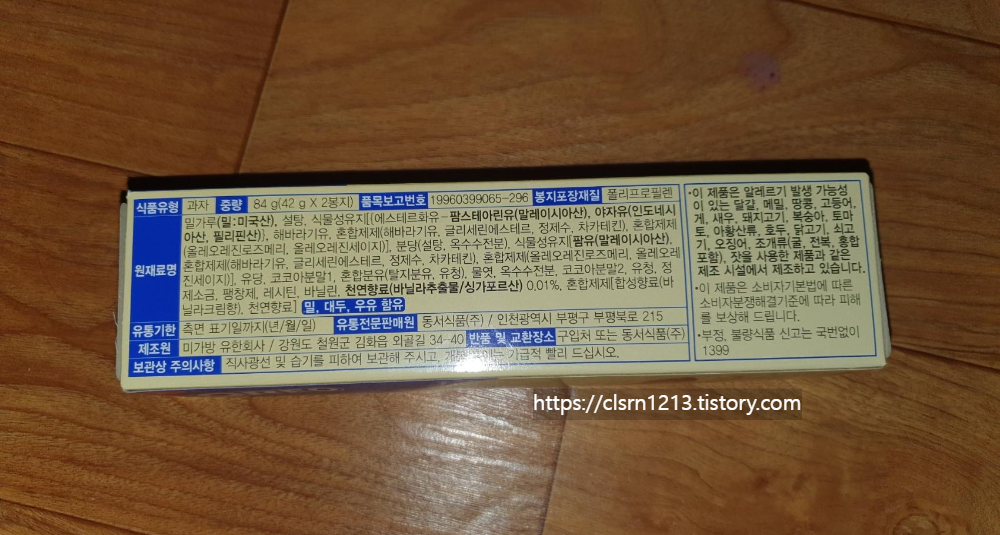 식품유형 과자 중량 84 g(42 g X 2봉지) 품목보고번호 19960399065-296 봉지포장재질 폴리프로필렌
원재료명
밀가루(밀:미국산), 설탕, 식물성유지[{에스테르화유-팜스테아린유(말레이시아산), 야자유(인도네시
아산, 필리핀산)}, 해바라기유, 혼합제제(해바라기유, 글리세린에스테르, 정제수, 차카테킨), 혼합제제
(올레오레진로즈메리, 올레오레진세이지)], 분당(설탕, 옥수수전분), 식물성유지[팜유(말레이시아산),
혼합제제(해바라기유, 글리세린에스테르, 정제수, 차카테킨), 혼합제제(올레오레진로즈메리, 올레오레
진세이지)], 유당, 코코아분말1, 혼합분유(탈지분유, 유청), 물엿, 옥수수전분, 코코아분말2, 유청, 정
제소금, 팽창제, 레시틴, 바닐린, 천연향료(바닐라추출물/싱가포르산) 0.01%, 혼합제제[합성향료(바
닐라크림향), 천연향료] 밀, 대두, 우유 함유
유통기한 측면 표기일까지(년/월/일) 유통전문판매원 동서식품(주) / 인천광역시 부평구 부평북로 215
제조원 미가방 유한회사 / 강원도 철원군 김화읍 외골길 34-40 반품 및 교환장소 구입처 또는 동서식품(주)
보관상 주의사항 직사광선 및 습기를 피하여 보관해 주시고, 개봉 후에는 가급적 빨리 드십시오.
•이 제품은 알레르기 발생 가능성
이 있는 달걀, 메밀, 땅콩, 고등어,
게, 새우, 돼지고기, 복숭아, 토마
토, 아황산류, 호두, 닭고기, 쇠고
기, 오징어, 조개류(굴, 전복, 홍합
포함), 잣을 사용한 제품과 같은
제조 시설에서 제조하고 있습니다.
•이 제품은 소비자기본법에 따른
소비자분쟁해결기준에 따라 피해
를 보상해 드립니다.
•부정, 불량식품 신고는 국번없이
1399
https://clsrn1213.tistory.com